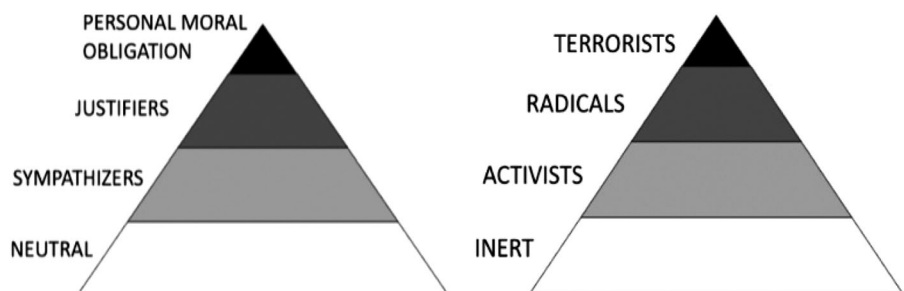 PERSONAL MORAL
OBLIGATION
JUSTIFIERS
SYMPATHIZERS
NEUTRAL
TERRORISTS
RADICALS
ACTIVISTS
INERT